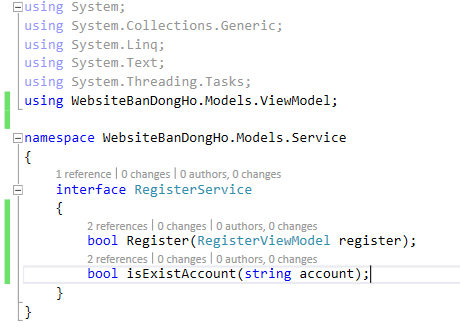 using System;
using System.Collections.Generic;
using System.Linq;
using System.Text;
using System.Threading.Tasks;
using WebsiteBanDongHo.Models.ViewModel;
namespace WebsiteBanDongHo.Models.Service
{
1 reference | 0 changes | 0 authors, 0 changes
interface RegisterService
{
2 references | 0 changes | 0 authors, 0 changes
bool Register(RegisterViewModel register);
2 references | 0 changes | 0 authors, 0 changes
bool isExistAccount(string account);
}
}